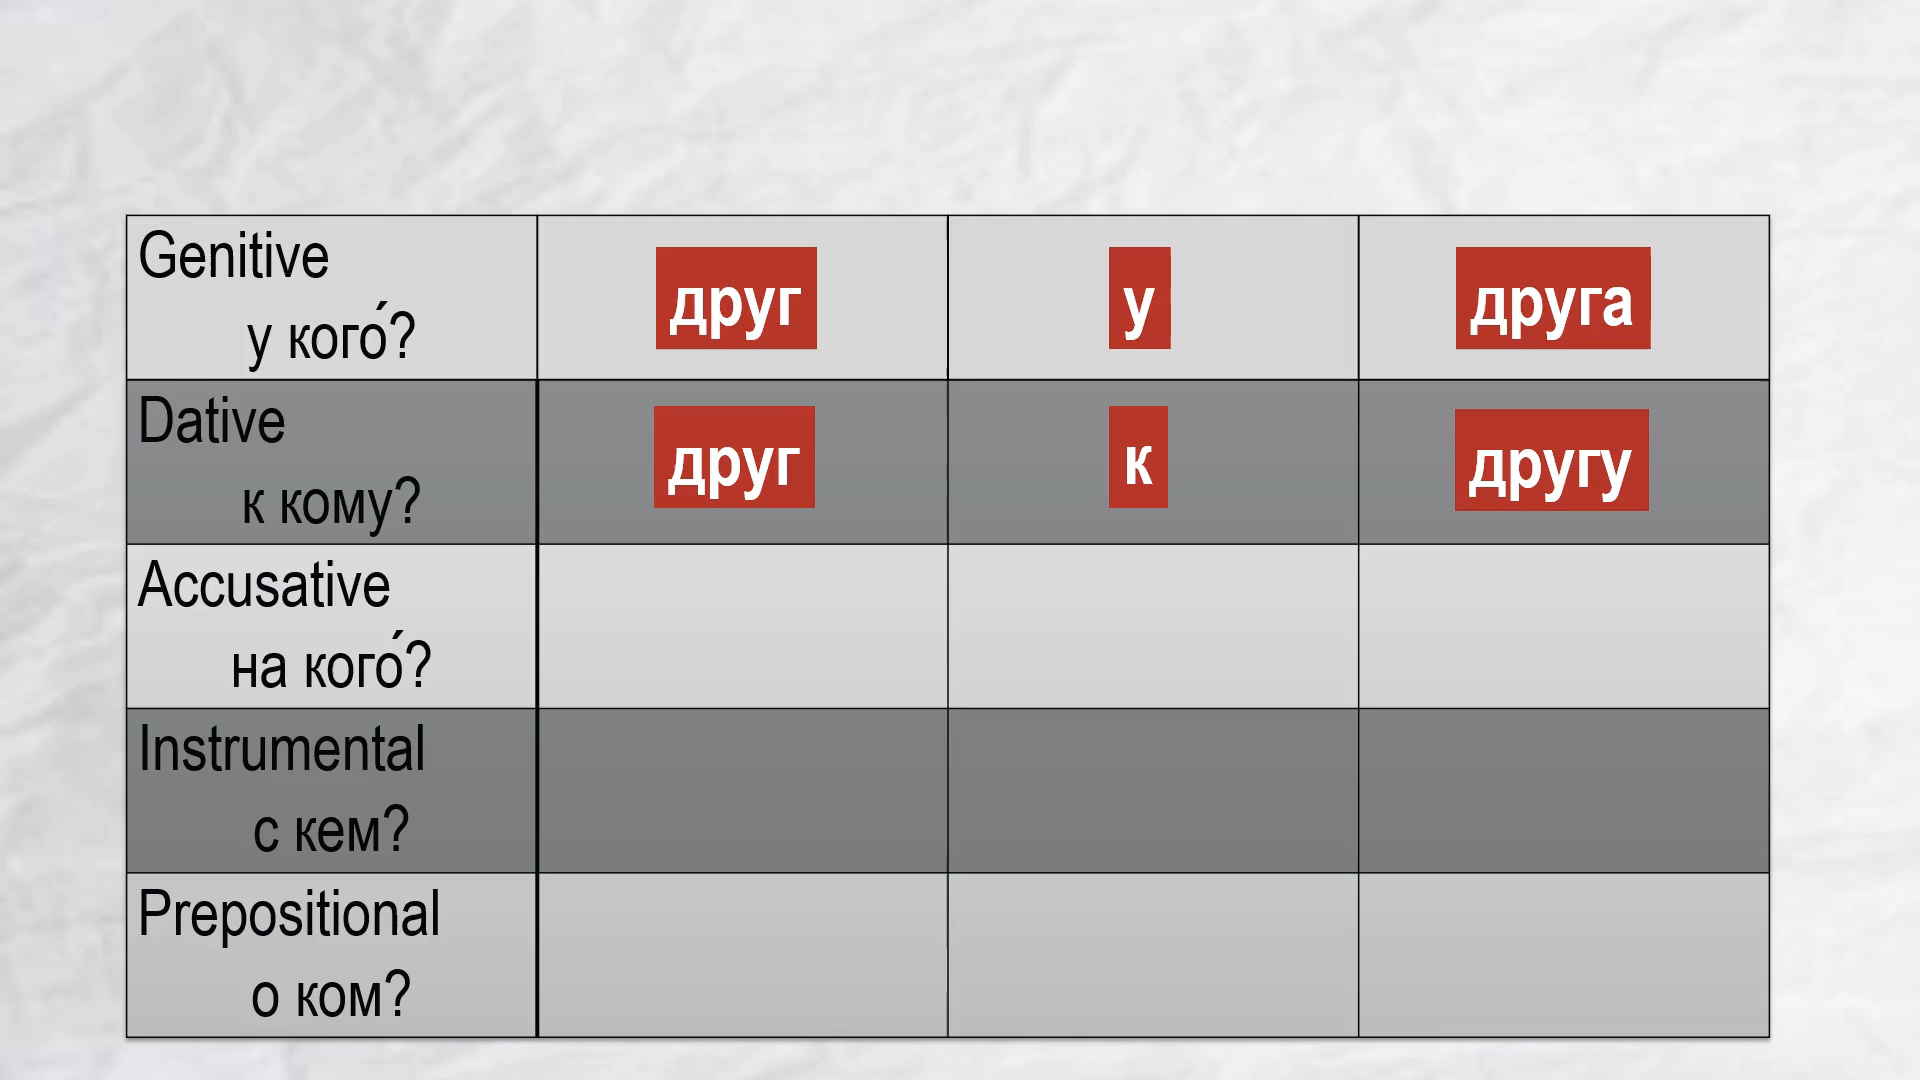 Genitive
у кого́?
друг
у
друга
Dative
к кому?
друг
к
другу
Accusative
на кого́?
Instrumental
с кем?
Prepositional
о ком?